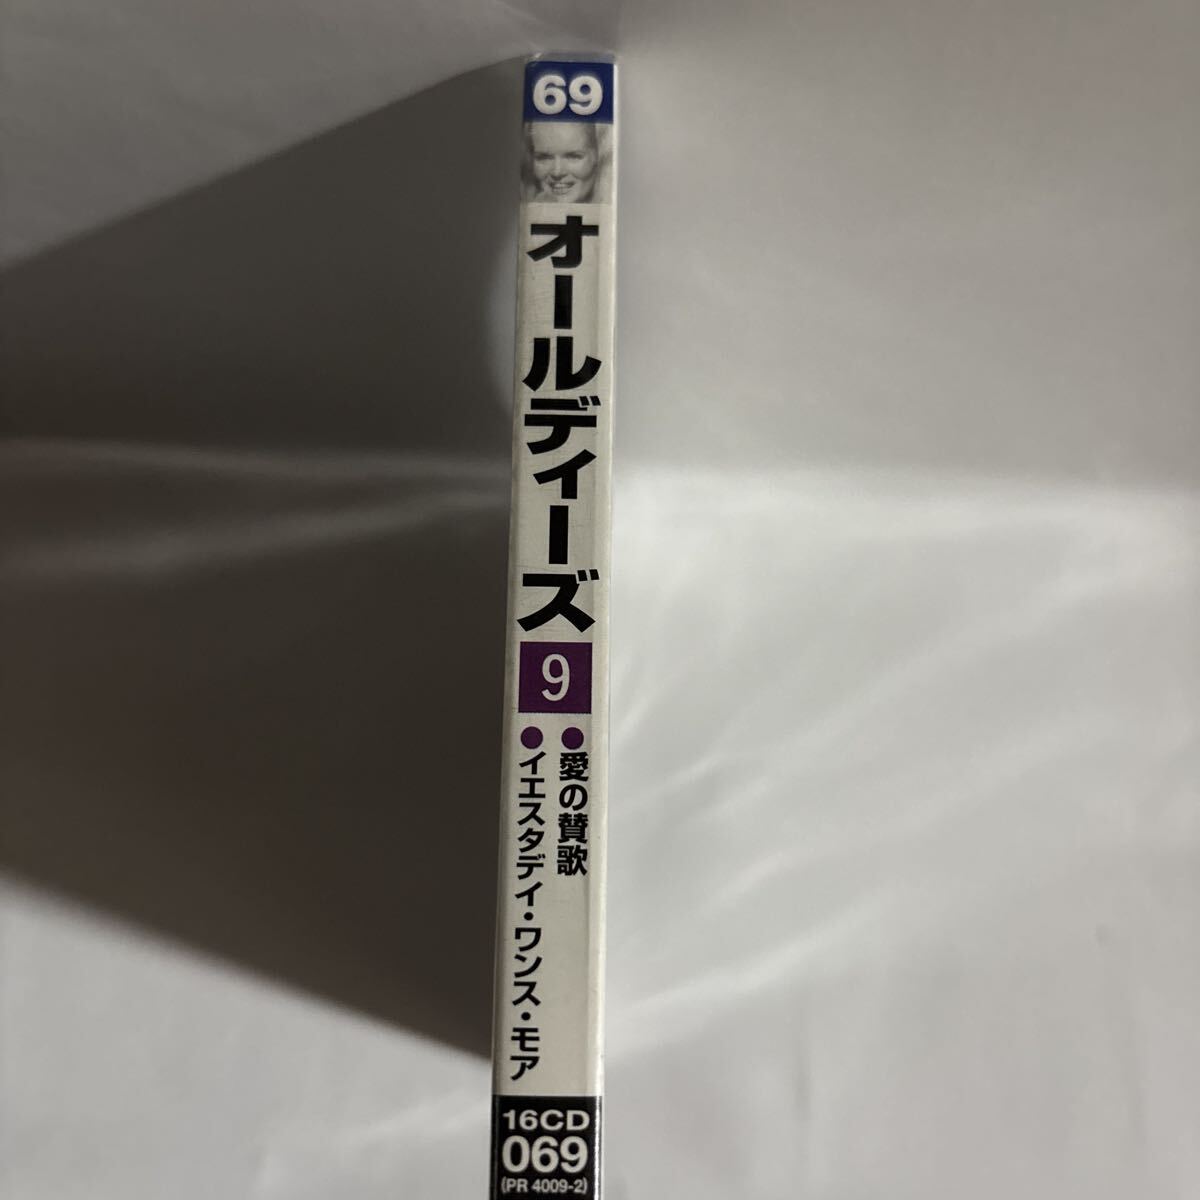 69
オールディーズ
9
●愛の賛歌
●イエスタデイ・ワンス・モア
16CD
069
(PR 4009-2)